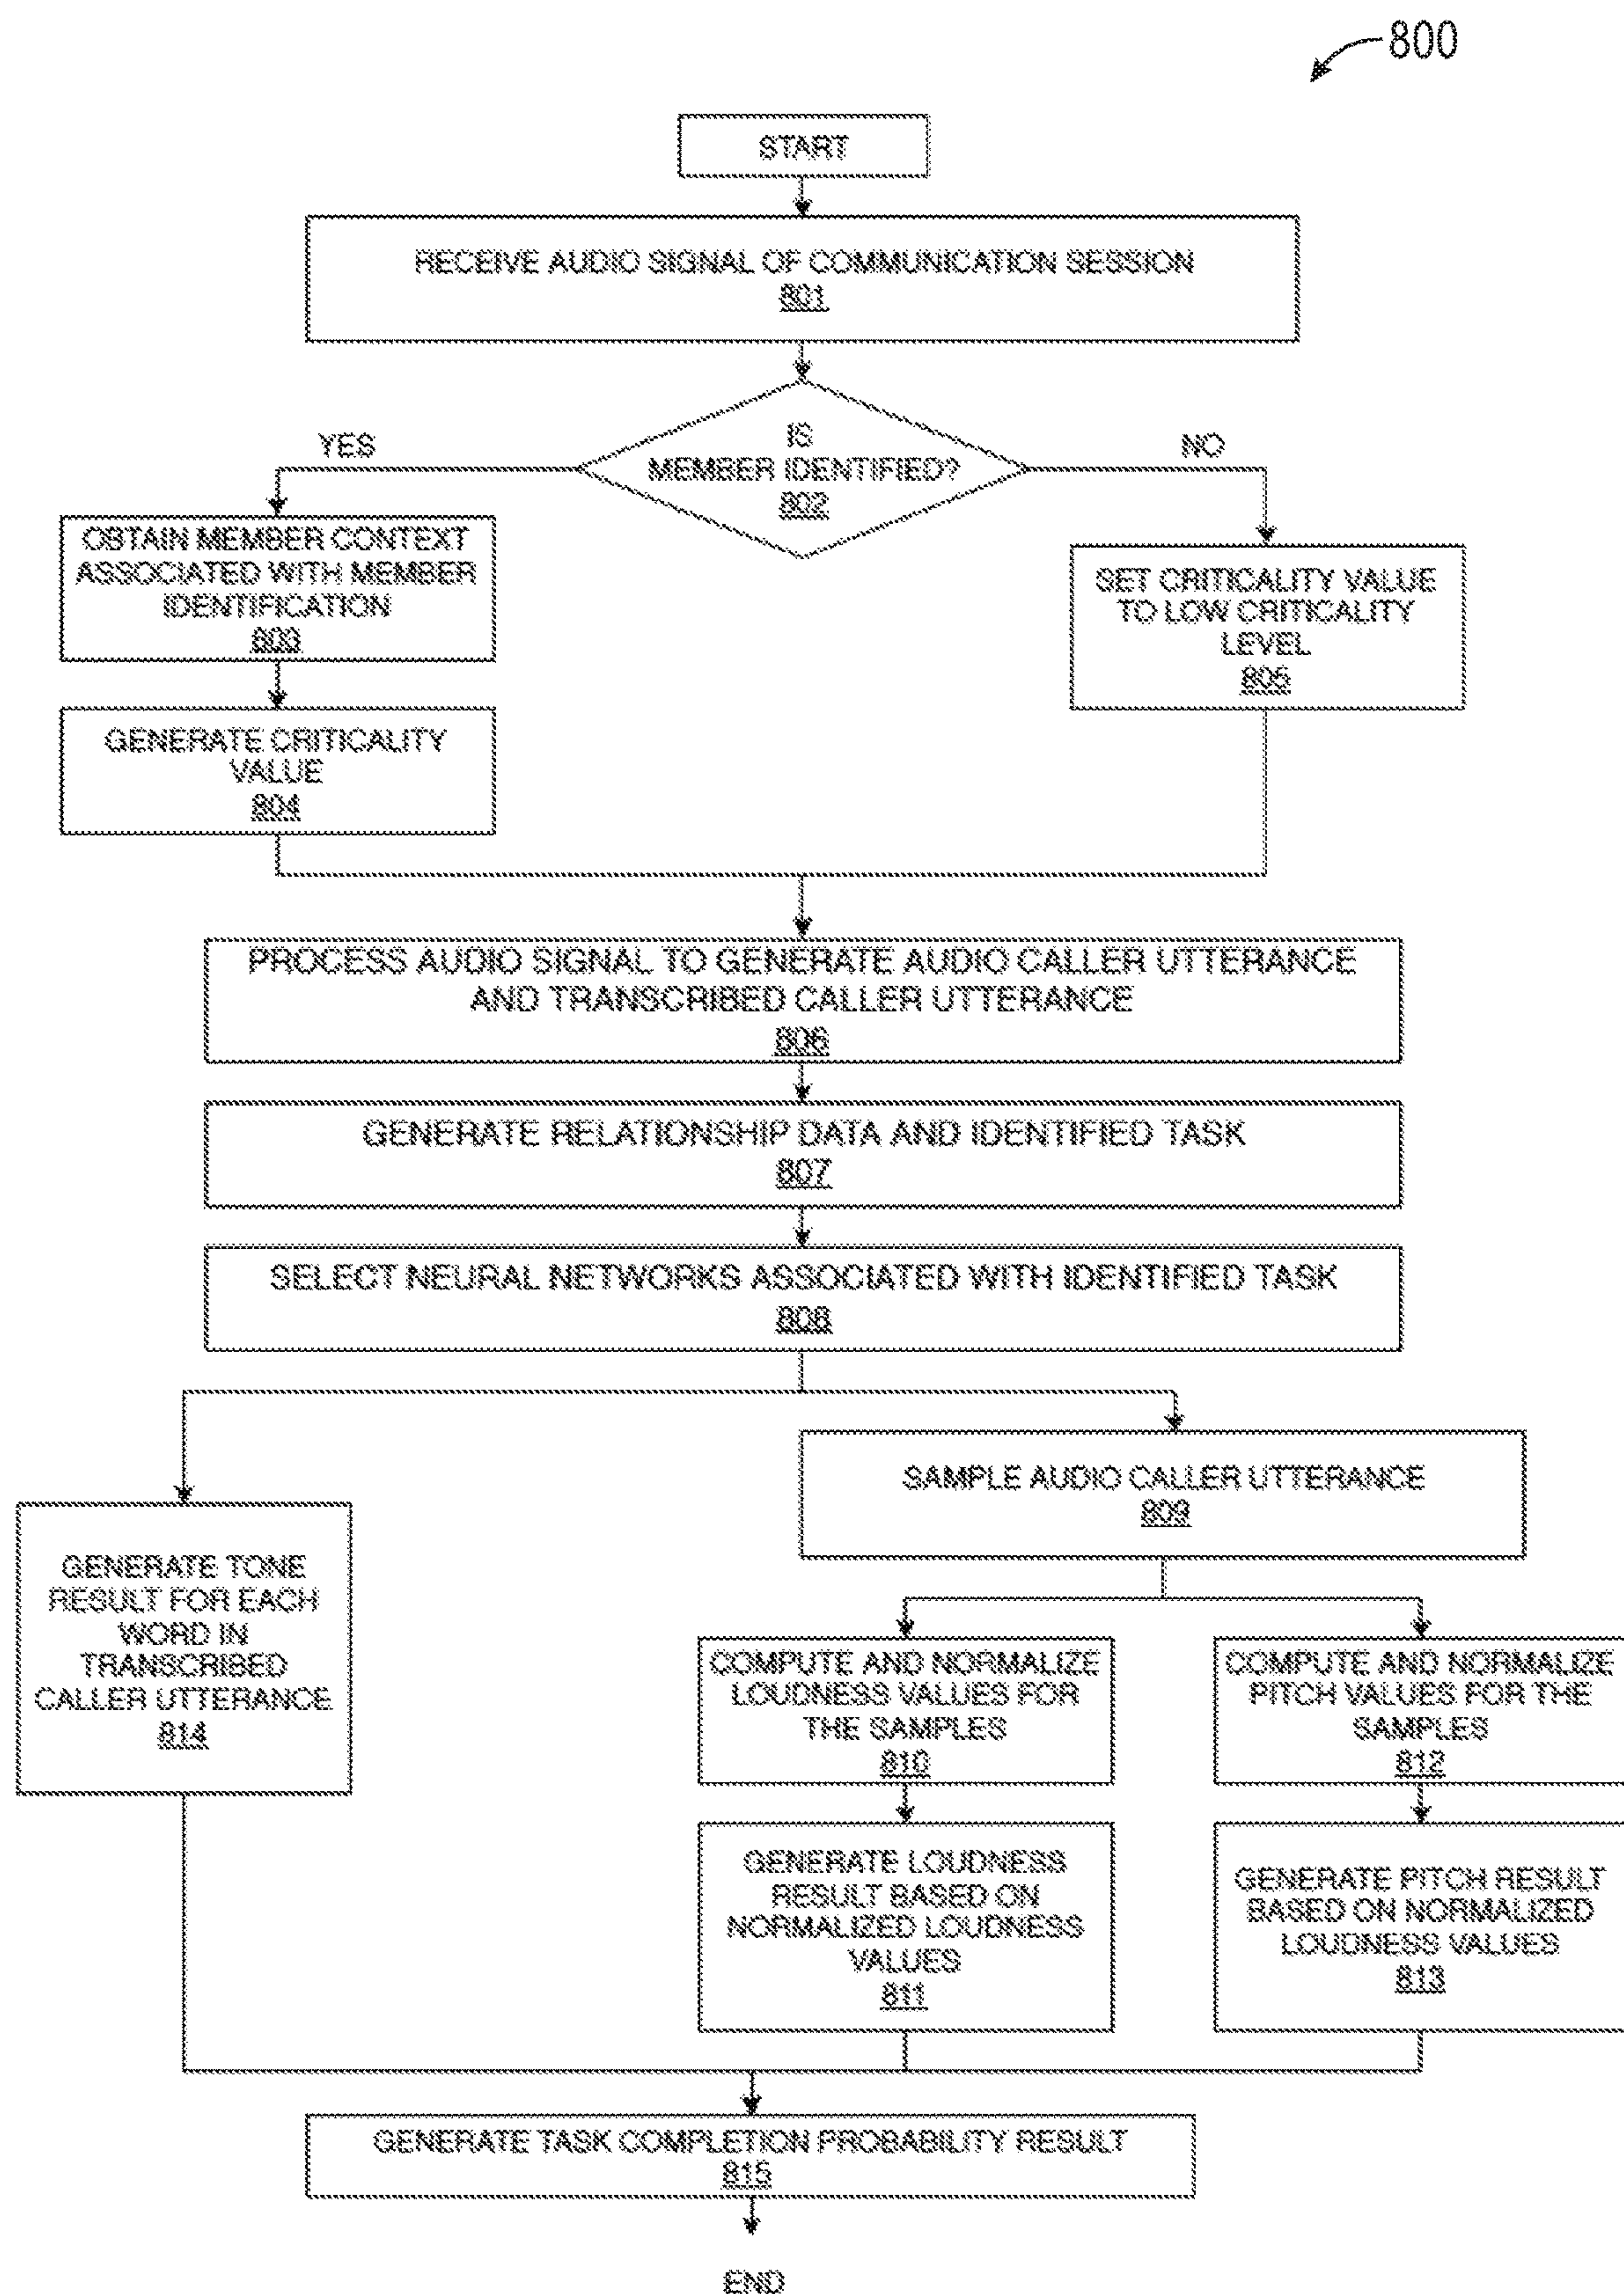 800
START
RECEIVE AUDIO SIGNAL OF COMMUNICATION SESSION
801
IS
MEMBER IDENTIFIED?
802
YES
NO
OBTAIN MEMBER CONTEXT
ASSOCIATED WITH MEMBER
IDENTIFICATION
803
SET CRITICALITY VALUE
TO LOW CRITICALITY
LEVEL
805
GENERATE CRITICALITY
VALUE
804
PROCESS AUDIO SIGNAL TO GENERATE AUDIO CALLER UTTERANCE
AND TRANSCRIBED CALLER UTTERANCE
806
GENERATE RELATIONSHIP DATA AND IDENTIFIED TASK
807
SELECT NEURAL NETWORKS ASSOCIATED WITH IDENTIFIED TASK
808
SAMPLE AUDIO CALLER UTTERANCE
809
GENERATE TONE
RESULT FOR EACH
WORD IN
TRANSCRIBED
CALLER UTTERANCE
814
COMPUTE AND NORMALIZE
LOUDNESS VALUES FOR
THE SAMPLES
810
COMPUTE AND NORMALIZE
PITCH VALUES FOR THE
SAMPLES
812
GENERATE LOUDNESS
RESULT BASED ON
NORMALIZED LOUDNESS
VALUES
811
GENERATE PITCH RESULT
BASED ON NORMALIZED
LOUDNESS VALUES
813
GENERATE TASK COMPLETION PROBABILITY RESULT
815
END